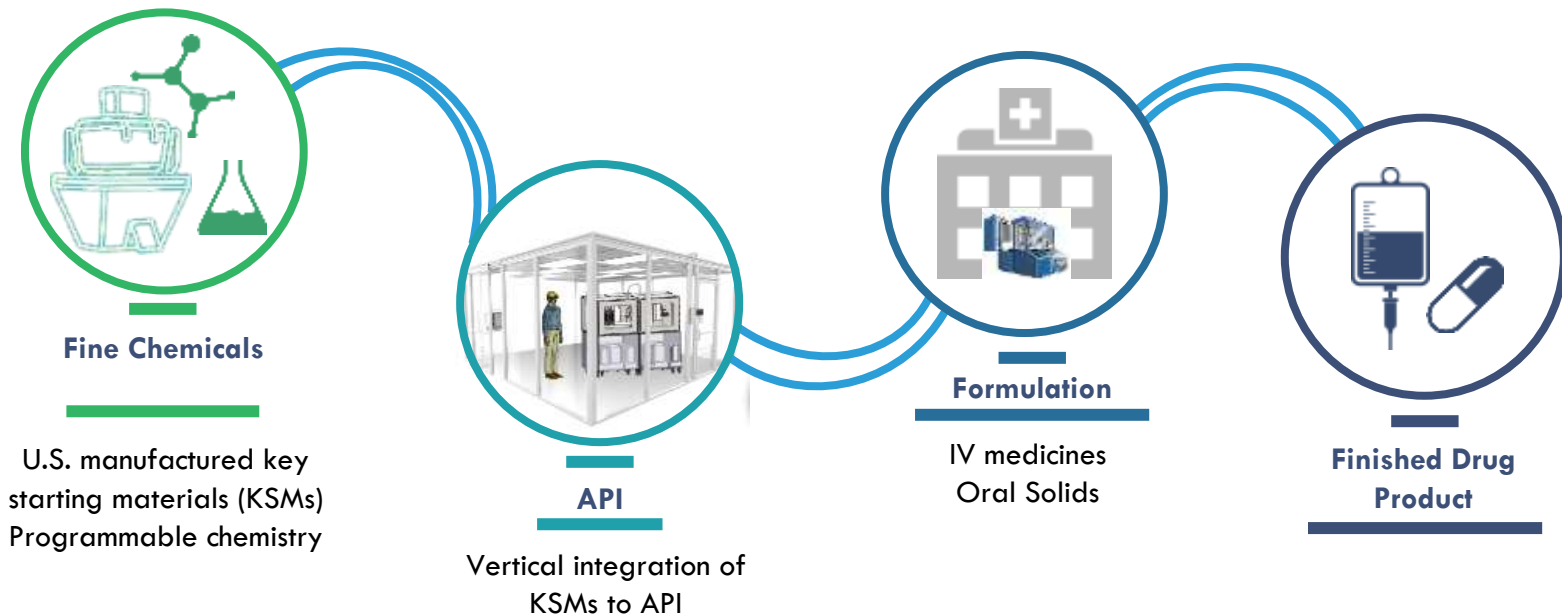 Fine Chemicals
U.S. manufactured key
starting materials (KSMs)
Programmable chemistry
API
Vertical integration of
KSMs to API
Formulation
IV medicines
Oral Solids
Finished Drug
Product